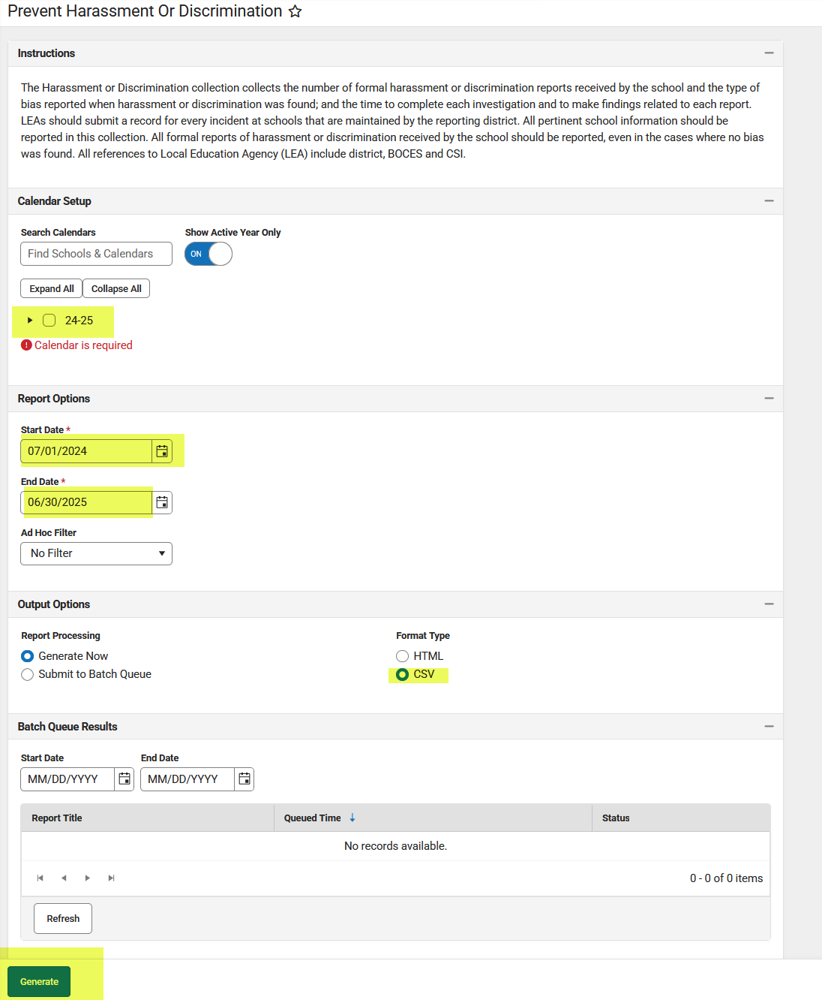 Prevent Harassment Or Discrimination
Instructions
The Harassment or Discrimination collection collects the number of formal harassment or discrimination reports received by the school and the type of
bias reported when harassment or discrimination was found; and the time to complete each investigation and to make findings related to each report.
LEAs should submit a record for every incident at schools that are maintained by the reporting district. All pertinent school information should be
reported in this collection. All formal reports of harassment or discrimination received by the school should be reported, even in the cases where no bias
was found. All references to Local Education Agency (LEA) include district, BOCES and CSI.
Calendar Setup
Search Calendars Show Active Year Only
Find Schools & Calendars ON
Expand All Collapse All
24-25
Calendar is required
Report Options
Start Date *
07/01/2024
End Date *
06/30/2025
Ad Hoc Filter
No Filter
Output Options
Report Processing Format Type
Generate Now HTML
Submit to Batch Queue CSV
Batch Queue Results
Start Date End Date
MM/DD/YYYY MM/DD/YYYY
Report Title Queued Time Status
No records available.
0 - 0 of 0 items
Refresh
Generate